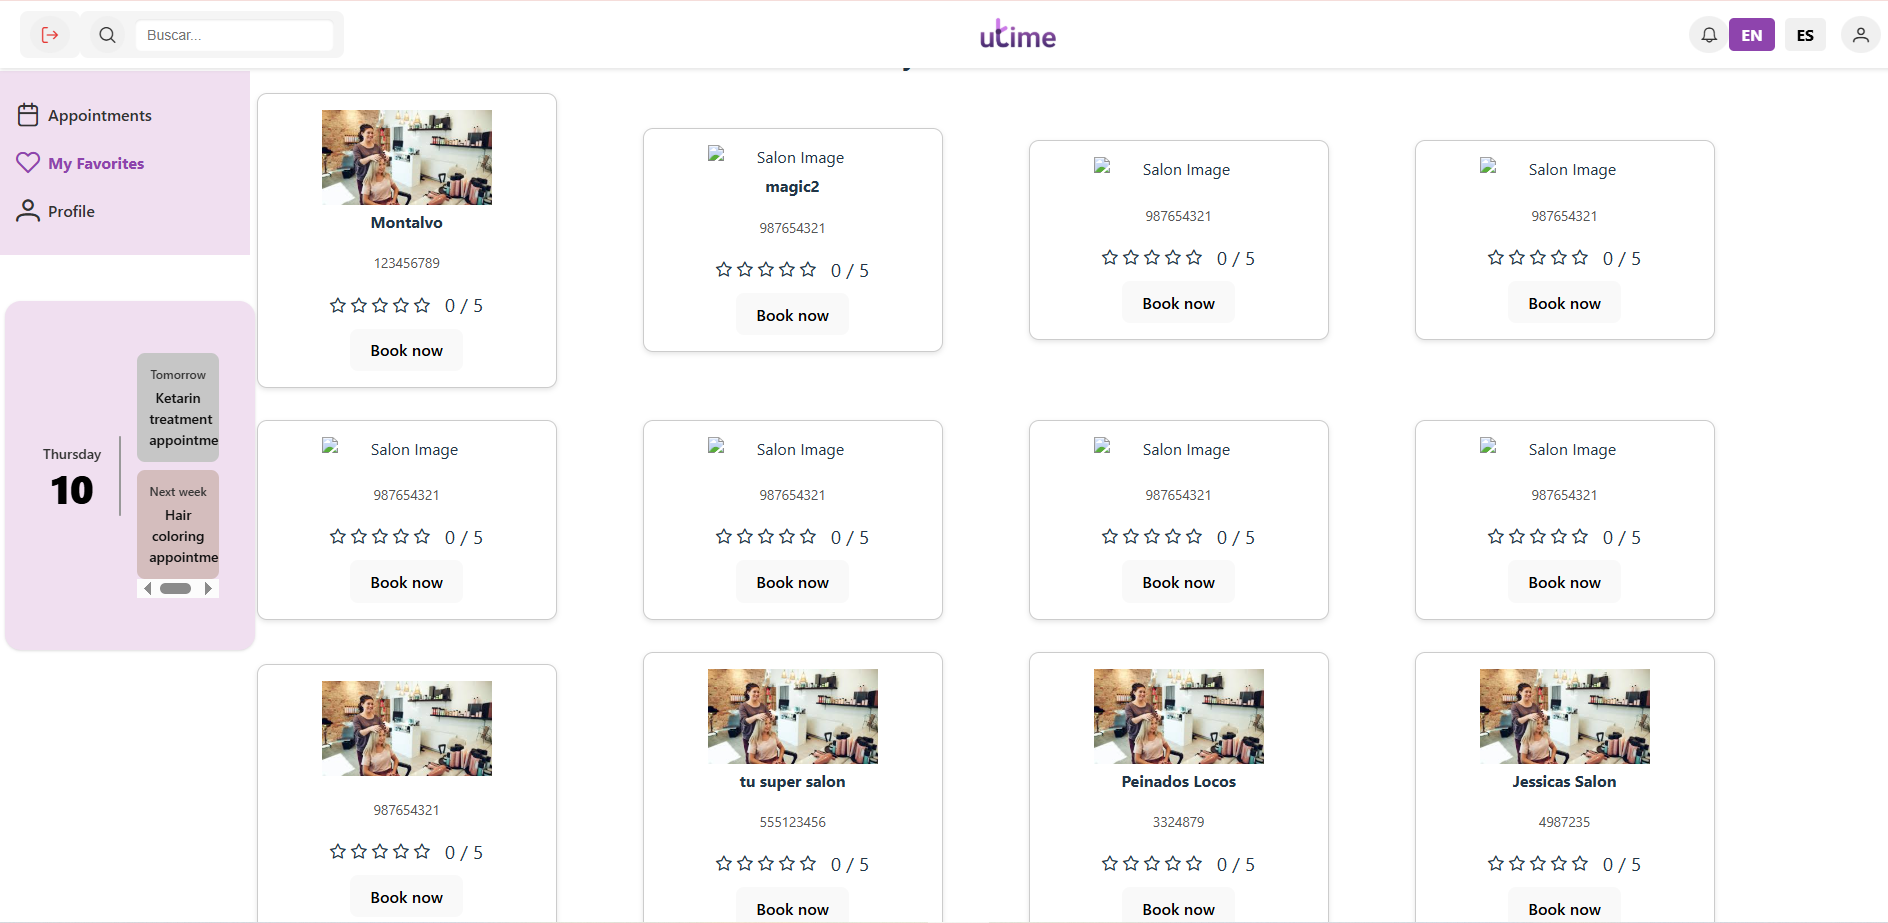 Buscar...
utime
EN
ES
Appointments
My Favorites
Profile
Thursday
10
Tomorrow
Ketarin
treatment
appointme
Next week
Hair
coloring
appointme
Montalvo
123456789
0 / 5
Book now
Salon Image
magic2
987654321
0 / 5
Book now
Salon Image
987654321
0 / 5
Book now
Salon Image
987654321
0 / 5
Book now
Salon Image
987654321
0 / 5
Book now
Salon Image
987654321
0 / 5
Book now
Salon Image
987654321
0 / 5
Book now
Salon Image
987654321
0 / 5
Book now
987654321
0 / 5
Book now
tu super salon
555123456
0 / 5
Book now
Peinados Locos
3324879
0 / 5
Book now
Jessicas Salon
4987235
0 / 5
Book now